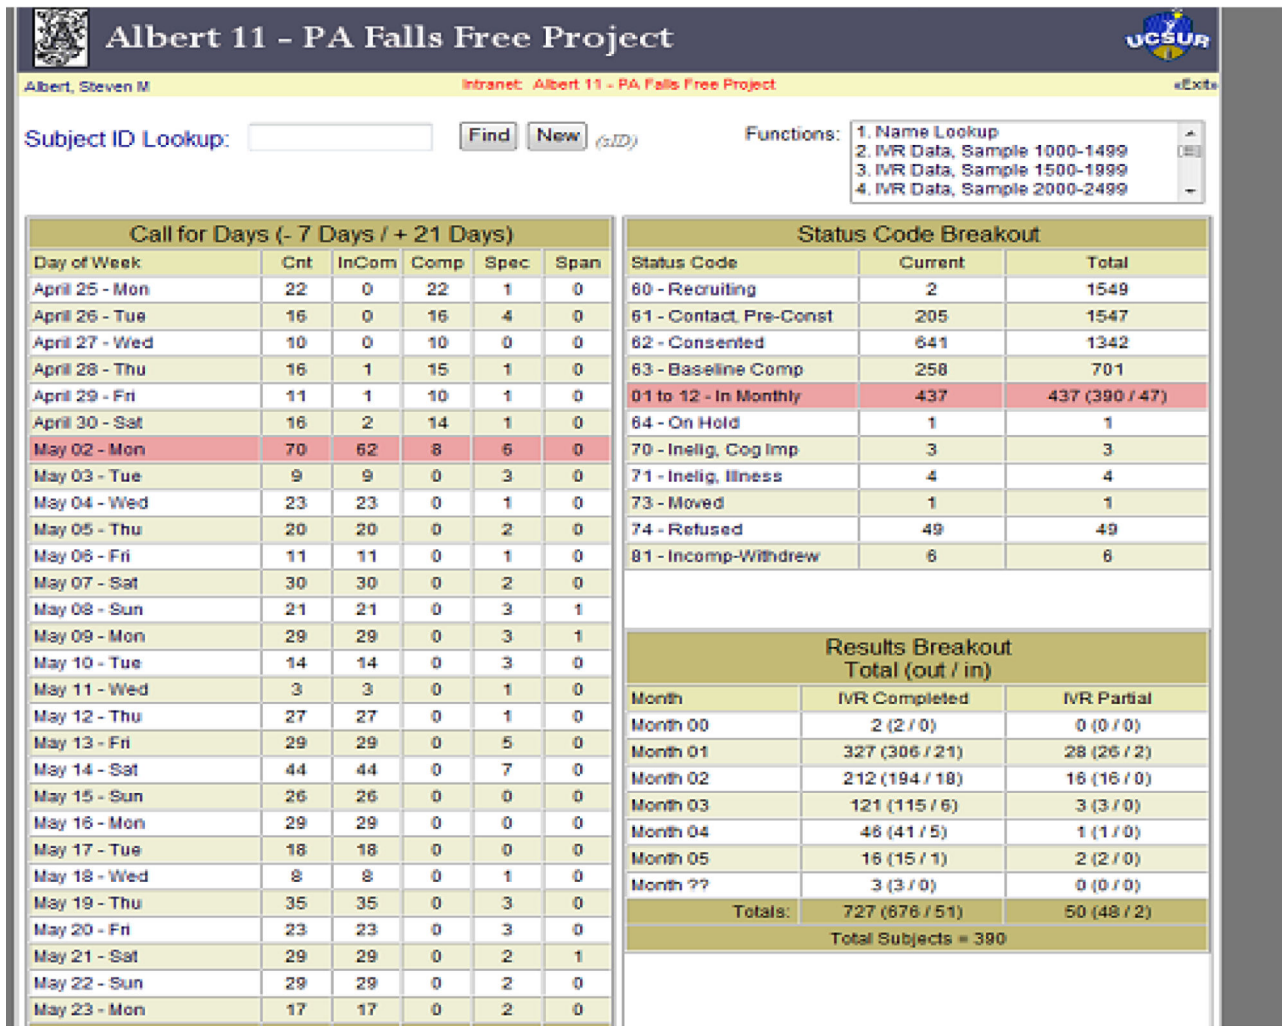 Albert 11 - PA Falls Free Project
UCSUR
Albert, Steven M Intranet: Albert 11 - PA Falls Free Project «Exit»
Subject ID Lookup: Find New (sID) Functions:
1. Name Lookup
2. IVR Data, Sample 1000-1499
3. IVR Data, Sample 1500-1999
4. IVR Data, Sample 2000-2499
Call for Days (- 7 Days / + 21 Days)
Day of Week Cnt InCom Comp Spec Span
April 25 - Mon 22 0 22 1 0
April 26 - Tue 16 0 16 4 0
April 27 - Wed 10 0 10 0 0
April 28 - Thu 16 1 15 1 0
April 29 - Fri 11 1 10 1 0
April 30 - Sat 16 2 14 1 0
May 02 - Mon 70 62 8 6 0
May 03 - Tue 9 9 0 3 0
May 04 - Wed 23 23 0 1 0
May 05 - Thu 20 20 0 2 0
May 06 - Fri 11 11 0 1 0
May 07 - Sat 30 30 0 2 0
May 08 - Sun 21 21 0 3 1
May 09 - Mon 29 29 0 3 1
May 10 - Tue 14 14 0 3 0
May 11 - Wed 3 3 0 1 0
May 12 - Thu 27 27 0 1 0
May 13 - Fri 29 29 0 5 0
May 14 - Sat 44 44 0 7 0
May 15 - Sun 26 26 0 0 0
May 16 - Mon 29 29 0 0 0
May 17 - Tue 18 18 0 0 0
May 18 - Wed 8 8 0 1 0
May 19 - Thu 35 35 0 3 0
May 20 - Fri 23 23 0 3 0
May 21 - Sat 29 29 0 2 1
May 22 - Sun 29 29 0 2 0
May 23 - Mon 17 17 0 2 0
Status Code Breakout
Status Code Current Total
60 - Recruiting 2 1549
61 - Contact, Pre-Const 205 1547
62 - Consented 641 1342
63 - Baseline Comp 258 701
01 to 12 - In Monthly 437 437 (390 / 47)
64 - On Hold 1 1
70 - Inelig, Cog Imp 3 3
71 - Inelig, Illness 4 4
73 - Moved 1 1
74 - Refused 49 49
81 - Incomp-Withdrew 6 6
Results Breakout
Total (out / in)
Month IVR Completed IVR Partial
Month 00 2 (2 / 0) 0 (0 / 0)
Month 01 327 (306 / 21) 28 (26 / 2)
Month 02 212 (194 / 18) 16 (16 / 0)
Month 03 121 (115 / 6) 3 (3 / 0)
Month 04 46 (41 / 5) 1 (1 / 0)
Month 05 16 (15 / 1) 2 (2 / 0)
Month ?? 3 (3 / 0) 0 (0 / 0)
Totals: 727 (676 / 51) 50 (48 / 2)
Total Subjects = 390